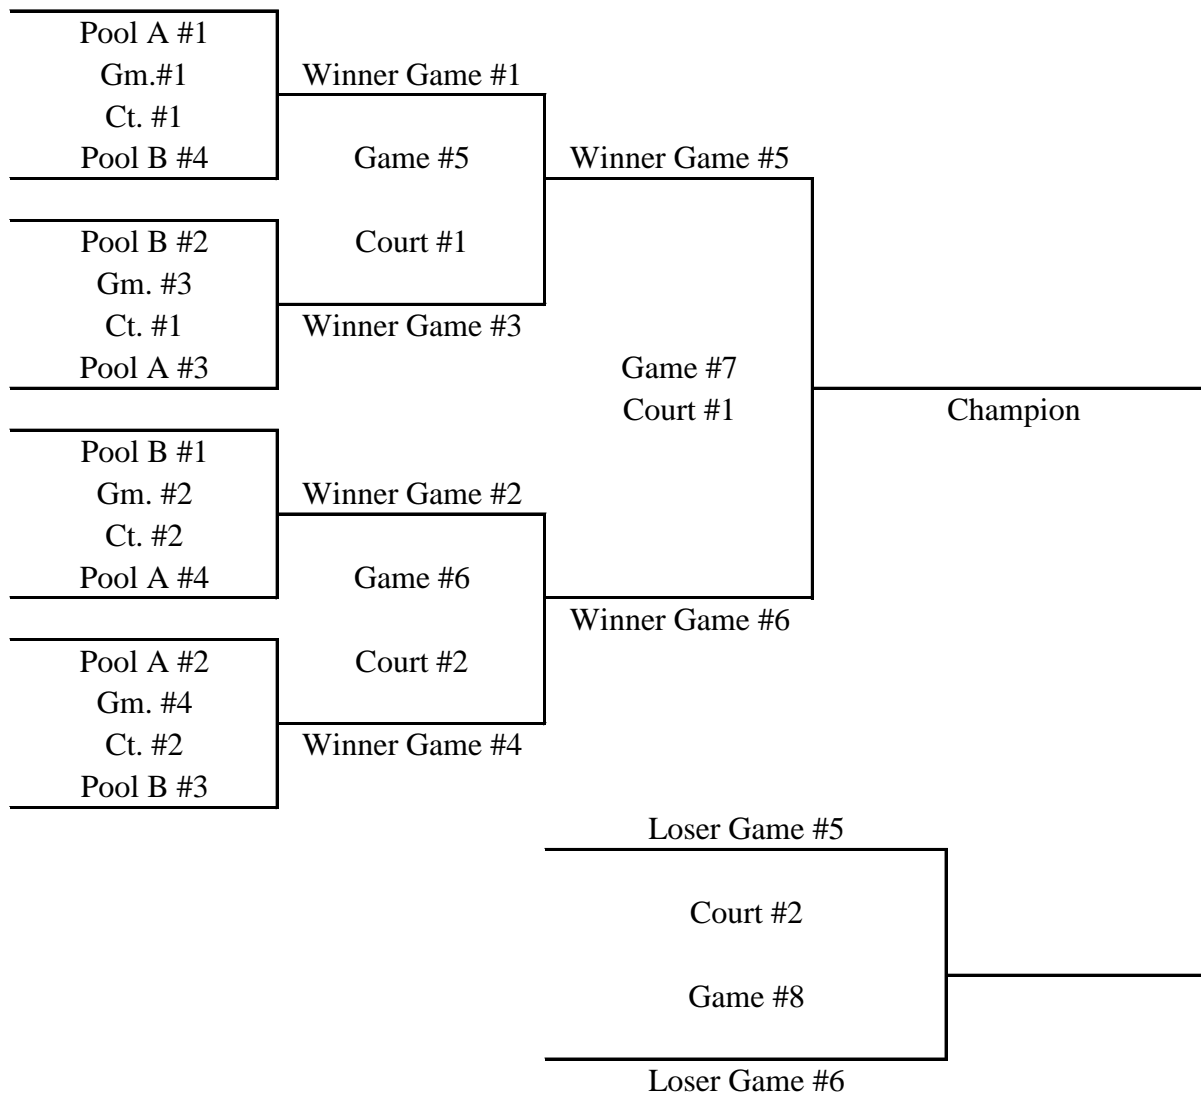 Pool A #1
Gm.#1
Ct. #1
Pool B #4
Pool B #2
Gm. #3
Ct. #1
Pool A #3
Pool B #1
Gm. #2
Ct. #2
Pool A #4
Pool A #2
Gm. #4
Ct. #2
Pool B #3
Winner Game #1
Game #5
Court #1
Winner Game #3
Winner Game #2
Game #6
Court #2
Winner Game #4
Winner Game #5
Game #7
Court #1
Winner Game #6
Champion
Loser Game #5
Court #2
Game #8
Loser Game #6